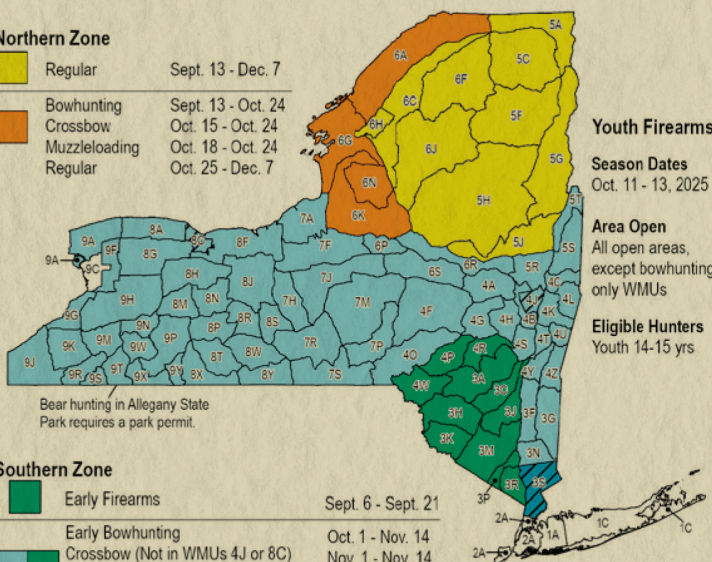 Northern Zone
Regular Sept. 13 - Dec. 7
Bowhunting Sept. 13 - Oct. 24
Crossbow Oct. 15 - Oct. 24
Muzzleloading Oct. 18 - Oct. 24
Regular Oct. 25 - Dec. 7
Youth Firearms
Season Dates
Oct. 11 - 13, 2025
Area Open
All open areas,
except bowhunting
only WMUs
Eligible Hunters
Youth 14-15 yrs
5A
6A
5C
6F
6C
5F
6H
6G
6J
5G
6N
5H
6K
5T
7A
8A
9A
9F
8C
8F
7F
6P
5J
5S
8G
9A
9C
6R
5R
6S
8H
8J
7J
4A
4C
9H
8M
8N
7H
7M
4J
4L
9G
8R
8S
4F
4G
4H
4B
4K
9N
8P
9K
9M
9W
9P
7R
7P
4R
4S
4T
4U
8T
8W
4O
4P
9J
9R
9S
9T
9X
9Y
8X
8Y
7S
4W
3A
3C
4Y
4Z
3H
3J
3F
3G
3K
3M
3N
3P
3R
3S
2A
2A
2A
1A
1C
1C
Bear hunting in Allegany State
Park requires a park permit.
Southern Zone
Early Firearms Sept. 6 - Sept. 21
Early Bowhunting Oct. 1 - Nov. 14
Crossbow (Not in WMUs 4J or 8C) Nov. 1 - Nov. 14